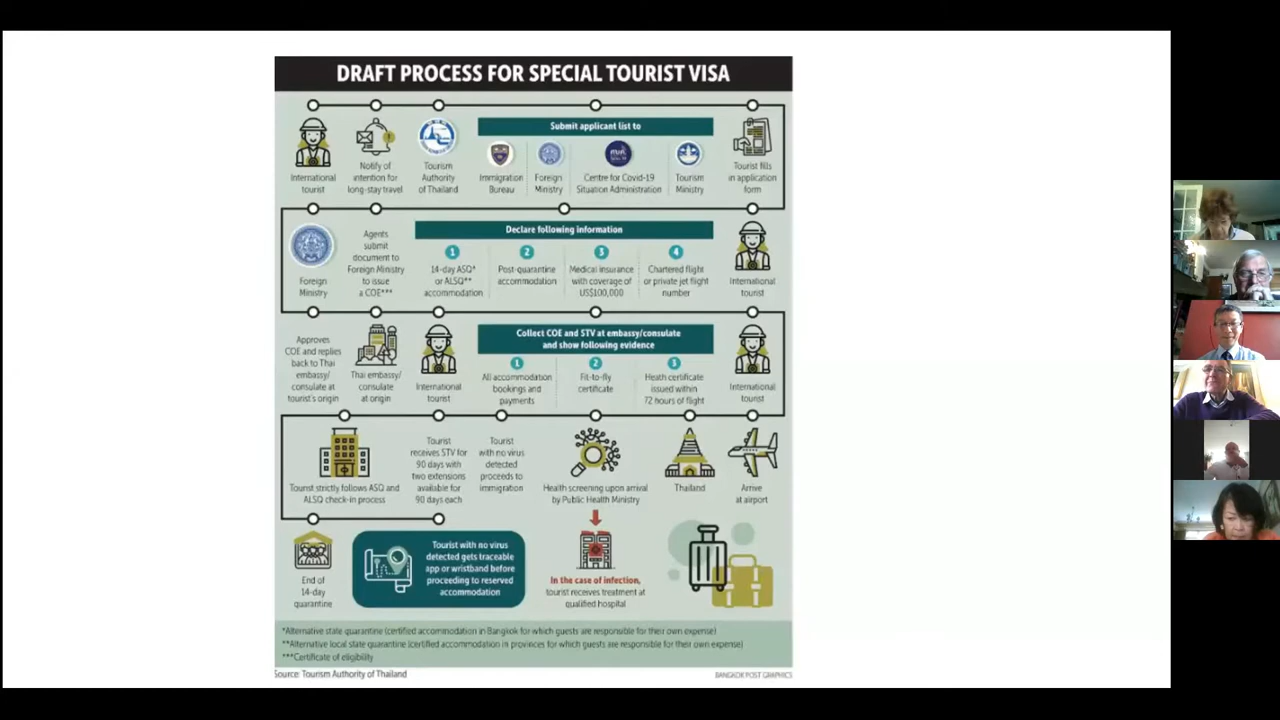 DRAFT PROCESS FOR SPECIAL TOURIST VISA
International
tourist
Notify of
intention for
long-stay travel
Tourism
Authority
of Thailand
Submit applicant list to
Immigration
Bureau
Foreign
Ministry
Centre for Covid-19
Situation Administration
Tourism
Ministry
Tourist fills
in application
form
Foreign
Ministry
Agents
submit
document to
Foreign Ministry
to issue
a COE***
Declare following information
1
14-day ASQ*
or ALSQ**
accommodation
2
Post-quarantine
accommodation
3
Medical insurance
with coverage of
US$100,000
4
Chartered flight
or private jet flight
number
International
tourist
Approves
COE and replies
back to Thai
embassy/
consulate at
tourist's origin
Thai embassy/
consulate
at origin
International
tourist
Collect COE and STV at embassy/consulate
and show following evidence
1
All accommodation
bookings and
payments
2
Fit-to-fly
certificate
3
Heath certificate
issued within
72 hours of flight
International
tourist
Tourist strictly follows ASQ and
ALSQ check-in process
Tourist
receives STV for
90 days with
two extensions
available for
90 days each
Tourist
with no virus
detected
proceeds to
immigration
Health screening upon arrival
by Public Health Ministry
Thailand
Arrive
at airport
End of
14-day
quarantine
Tourist with no virus
detected gets traceable
app or wristband before
proceeding to reserved
accommodation
In the case of infection,
tourist receives treatment at
qualified hospital
*Alternative state quarantine (certified accommodation in Bangkok for which guests are responsible for their own expense)
**Alternative local state quarantine (certified accommodation in provinces for which guests are responsible for their own expense)
***Certificate of eligibility
Source: Tourism Authority of Thailand
BANGKOK POST GRAPHICS